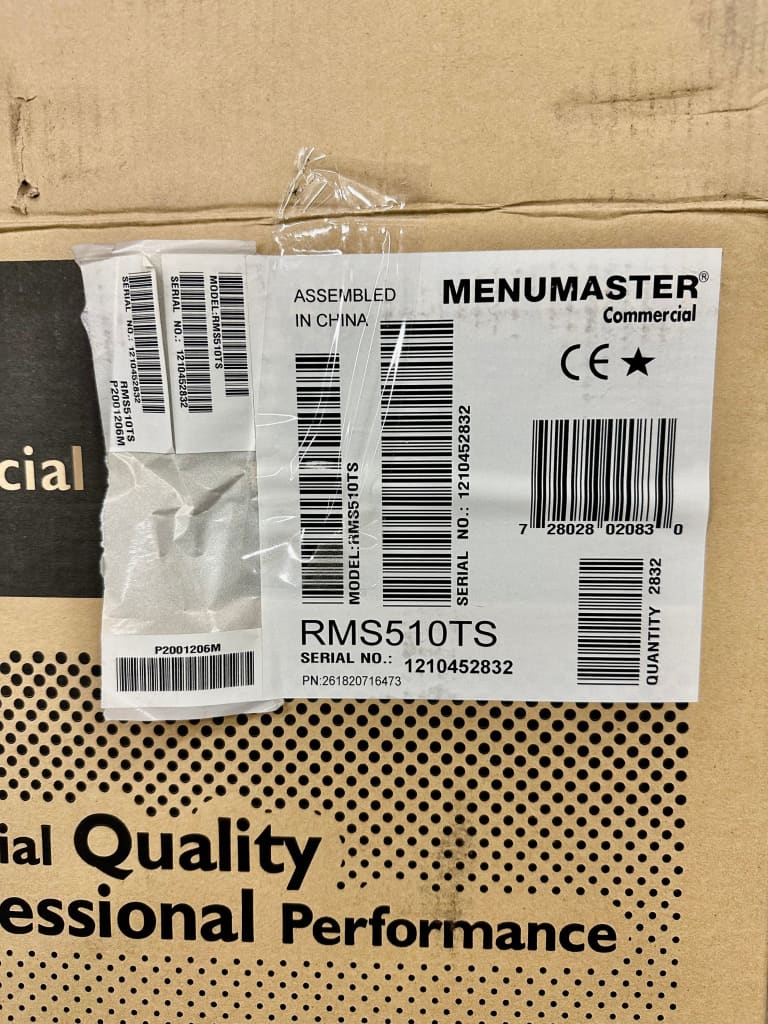 ASSEMBLED
IN CHINA
MENUMASTER®
Commercial
CE
MODEL:RMS510TS
SERIAL NO.: 1210452832
7 28028 02083 0
QUANTITY 2832
RMS510TS
SERIAL NO.: 1210452832
PN:261820716473
MODEL:RMS510TS
SERIAL NO.: 1210452832
SERIAL NO.: 1210452832
RMS510TS
P2001206M
P2001206M
cial
ial Quality
essional Performance